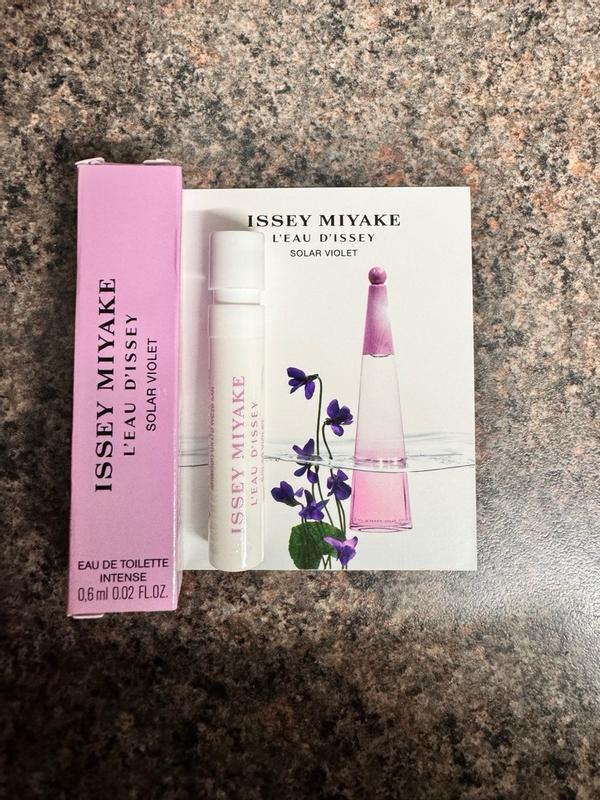 ISSEY MIYAKE
L'EAU D'ISSEY
SOLAR VIOLET
EAU DE TOILETTE
INTENSE
0,6 ml 0.02 FL.OZ.
ISSEY MIYAKE
L'EAU D'ISSEY
ISSEY MIYAKE
L'EAU D'ISSEY
SOLAR VIOLET